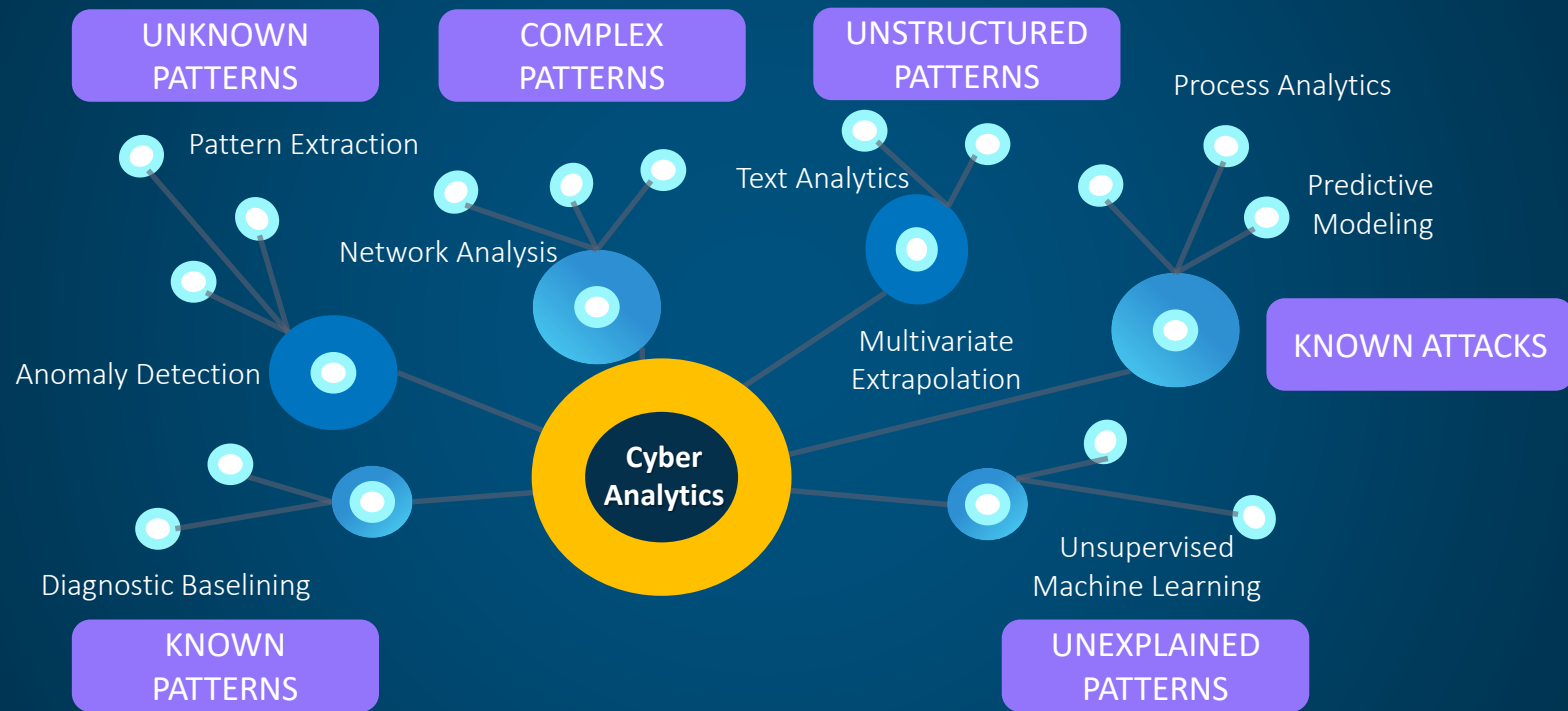 UNKNOWN
PATTERNS
COMPLEX
PATTERNS
UNSTRUCTURED
PATTERNS
Process Analytics
Pattern Extraction
Text Analytics
Predictive
Modeling
Network Analysis
Multivariate
Extrapolation
KNOWN ATTACKS
Anomaly Detection
Cyber
Analytics
Unsupervised
Machine Learning
Diagnostic Baselining
KNOWN
PATTERNS
UNEXPLAINED
PATTERNS